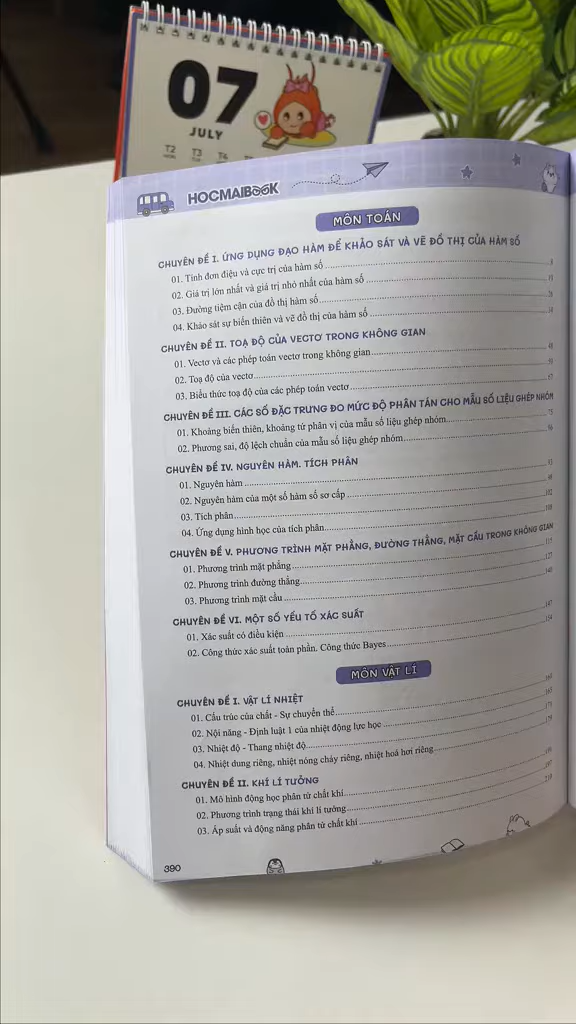 07
JULY
T2 T3 T4
HOCMAIBOOK
MÔN TOÁN
CHUYÊN ĐỀ I. ỨNG DỤNG ĐẠO HÀM ĐỂ KHẢO SÁT VÀ VẼ ĐỒ THỊ CỦA HÀM SỐ
01. Tính đơn điệu và cực trị của hàm số
02. Giá trị lớn nhất và giá trị nhỏ nhất của hàm số
03. Đường tiệm cận của đồ thị hàm số
04. Khảo sát sự biến thiên và vẽ đồ thị của hàm số
CHUYÊN ĐỀ II. TOẠ ĐỘ CỦA VECTƠ TRONG KHÔNG GIAN
01. Vectơ và các phép toán vectơ trong không gian
02. Toạ độ của vectơ
03. Biểu thức toạ độ của các phép toán vectơ
CHUYÊN ĐỀ III. CÁC SỐ ĐẶC TRƯNG ĐO MỨC ĐỘ PHÂN TÁN CHO MẪU SỐ LIỆU GHÉP NHÓM
01. Khoảng biến thiên, khoảng tứ phân vị của mẫu số liệu ghép nhóm
02. Phương sai, độ lệch chuẩn của mẫu số liệu ghép nhóm
CHUYÊN ĐỀ IV. NGUYÊN HÀM. TÍCH PHÂN
01. Nguyên hàm
02. Nguyên hàm của một số hàm số sơ cấp
03. Tích phân
04. Ứng dụng hình học của tích phân
CHUYÊN ĐỀ V. PHƯƠNG TRÌNH MẶT PHẲNG, ĐƯỜNG THẲNG, MẶT CẦU TRONG KHÔNG GIAN
01. Phương trình mặt phẳng
02. Phương trình đường thẳng
03. Phương trình mặt cầu
CHUYÊN ĐỀ VI. MỘT SỐ YẾU TỐ XÁC SUẤT
01. Xác suất có điều kiện
02. Công thức xác suất toàn phần. Công thức Bayes
MÔN VẬT LÍ
CHUYÊN ĐỀ I. VẬT LÍ NHIỆT
01. Cấu trúc của chất - Sự chuyển thể
02. Nội năng - Định luật 1 của nhiệt động lực học
03. Nhiệt độ - Thang nhiệt độ
04. Nhiệt dung riêng, nhiệt nóng chảy riêng, nhiệt hoá hơi riêng
CHUYÊN ĐỀ II. KHÍ LÍ TƯỞNG
01. Mô hình động học phân tử chất khí
02. Phương trình trạng thái khí lí tưởng
03. Áp suất và động năng phân tử chất khí
390